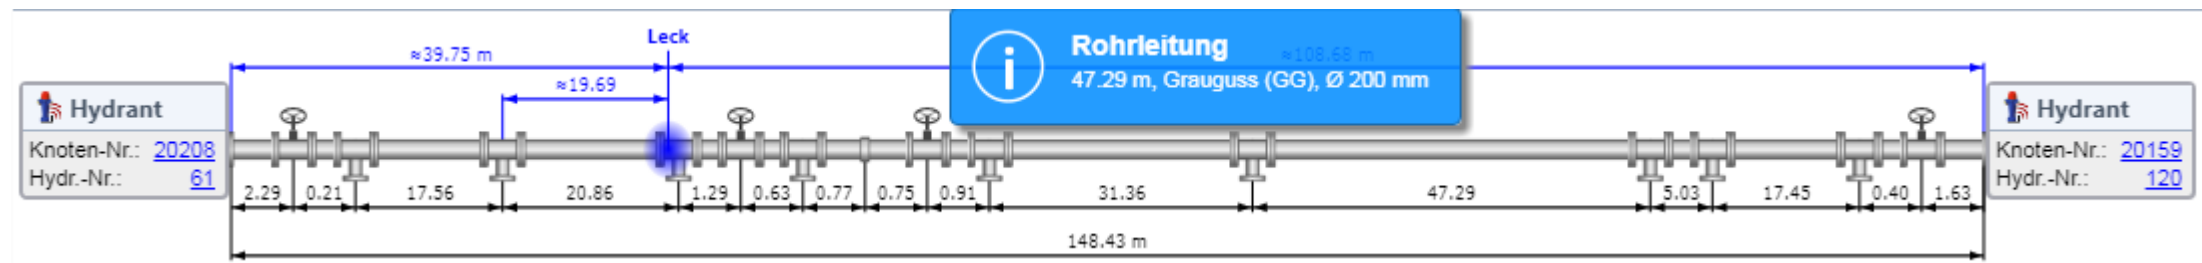 Leck
≈39.75 m
≈19.69
≈108.68 m
Rohrleitung
47.29 m, Grauguss (GG), Ø 200 mm
Hydrant
Knoten-Nr.: 20208
Hydr.-Nr.: 61
Hydrant
Knoten-Nr.: 20159
Hydr.-Nr.: 120
2.29 0.21 17.56 20.86 1.29 0.63 0.77 0.75 0.91 31.36 47.29 5.03 17.45 0.40 1.63
148.43 m